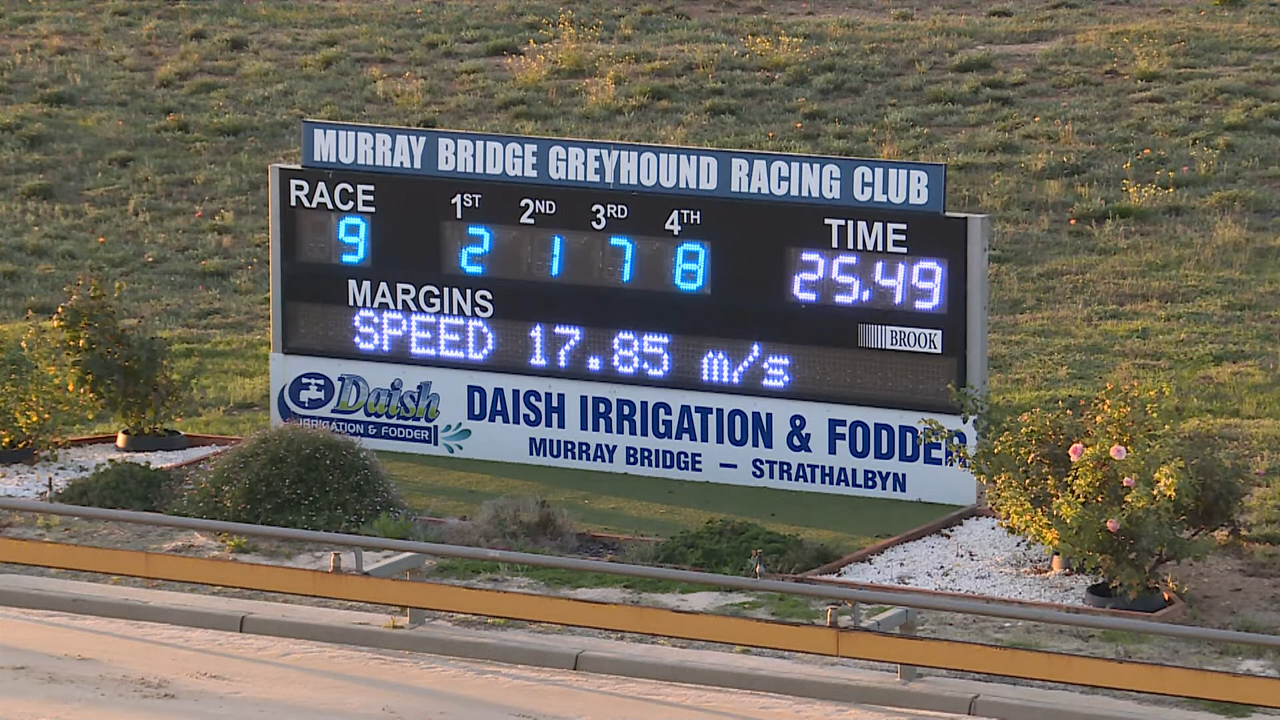 MURRAY BRIDGE GREYHOUND RACING CLUB
RACE 1ST 2ND 3RD 4TH TIME
9 2 1 7 8 25.49
MARGINS
BROOK
SPEED 17.85 m/s
Daish
IRRIGATION & FODDER
DAISH IRRIGATION & FODDER
MURRAY BRIDGE – STRATHALBYN